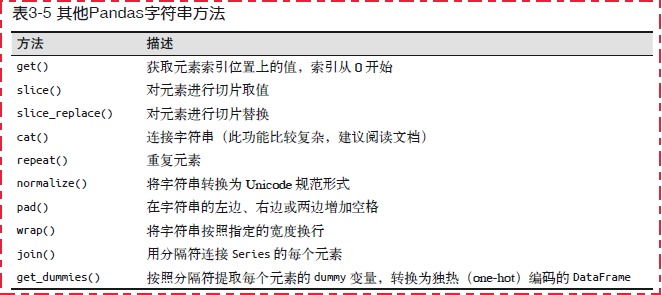 表3-5 其他Pandas字符串方法
方法 描述
get() 获取元素索引位置上的值，索引从 0 开始
slice() 对元素进行切片取值
slice_replace() 对元素进行切片替换
cat() 连接字符串（此功能比较复杂，建议阅读文档）
repeat() 重复元素
normalize() 将字符串转换为 Unicode 规范形式
pad() 在字符串的左边、右边或两边增加空格
wrap() 将字符串按照指定的宽度换行
join() 用分隔符连接 Series 的每个元素
get_dummies() 按照分隔符提取每个元素的 dummy 变量，转换为独热（one-hot）编码的 DataFrame